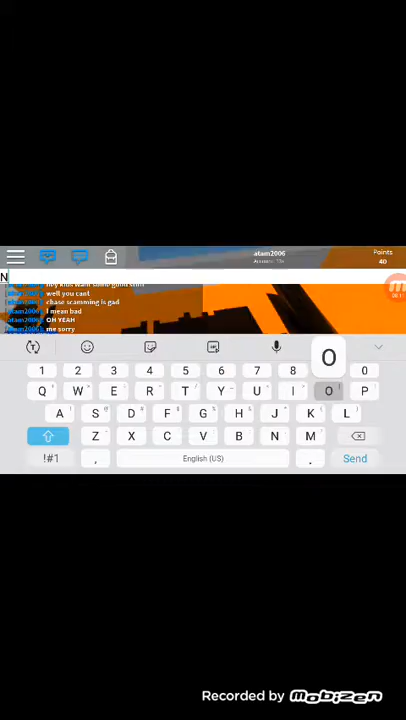 atam2006
Points
40
N
hey kids want some good stuff
well you cant
chase scamming is gad
I mean bad
atam2006 OH YEAH
me sorry
O
1 2 3 4 5 6 7 8 0
Q W E R T Y U I O P
A S D F G H J K L
Z X C V B N M
!#1 , English (US) . Send
Recorded by Mobizen